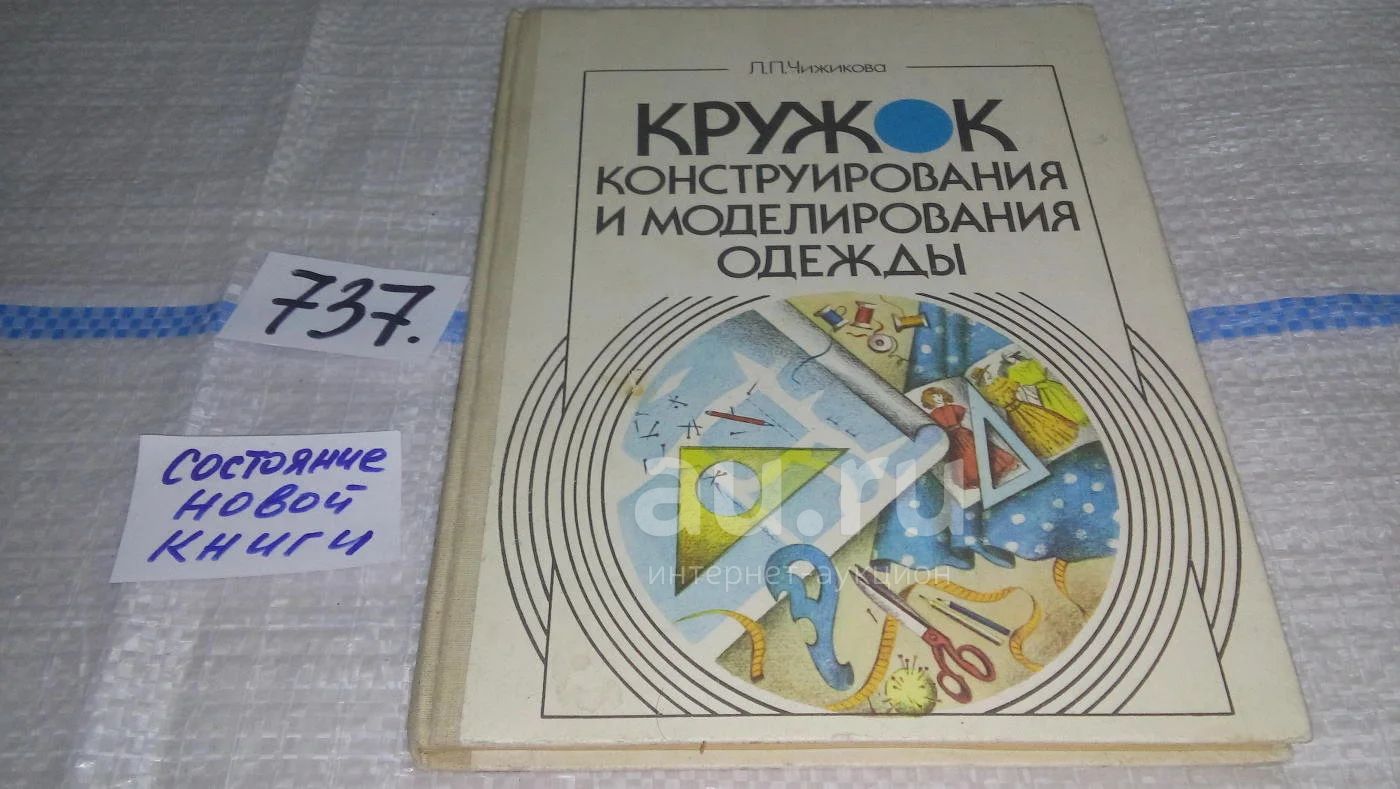 Л.П.Чижикова
КРУЖОК
КОНСТРУИРОВАНИЯ
И МОДЕЛИРОВАНИЯ
ОДЕЖДЫ
737.
СОСТОЯНИЕ
НОВОЙ
КНИГИ
au.ru
интернет аукцион